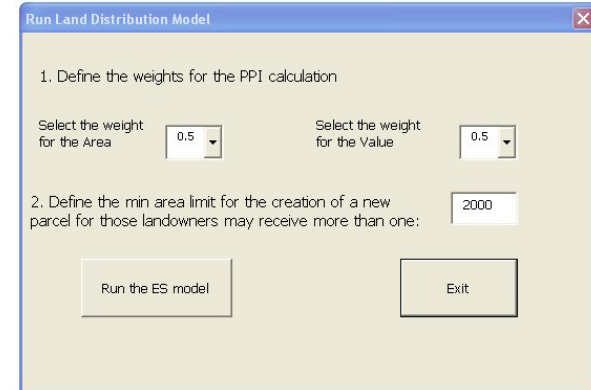 Run Land Distribution Model
1. Define the weights for the PPI calculation
Select the weight
for the Area
0.5
Select the weight
for the Value
0.5
2. Define the min area limit for the creation of a new
parcel for those landowners may receive more than one:
2000
Run the ES model
Exit